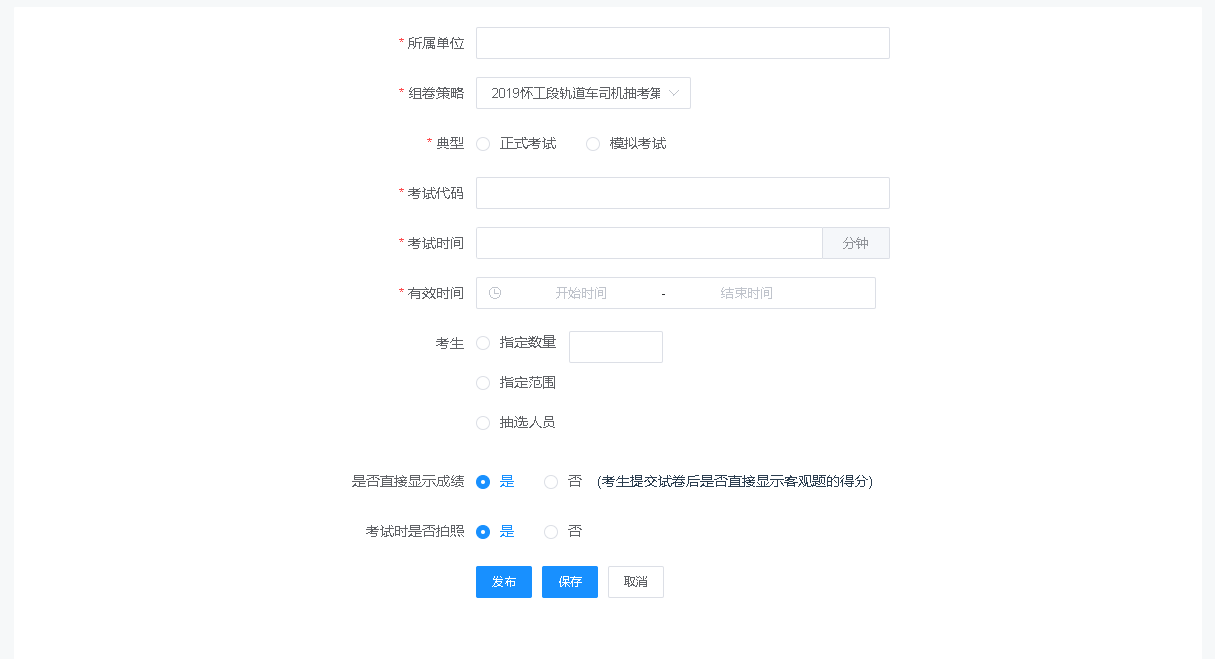 * 所属单位
* 组卷策略 2019怀工段轨道车司机抽考第
* 典型 正式考试 模拟考试
* 考试代码
* 考试时间 分钟
* 有效时间 开始时间 - 结束时间
考生 指定数量
指定范围
抽选人员
是否直接显示成绩 是 否 (考生提交试卷后是否直接显示客观题的得分)
考试时是否拍照 是 否
发布 保存 取消